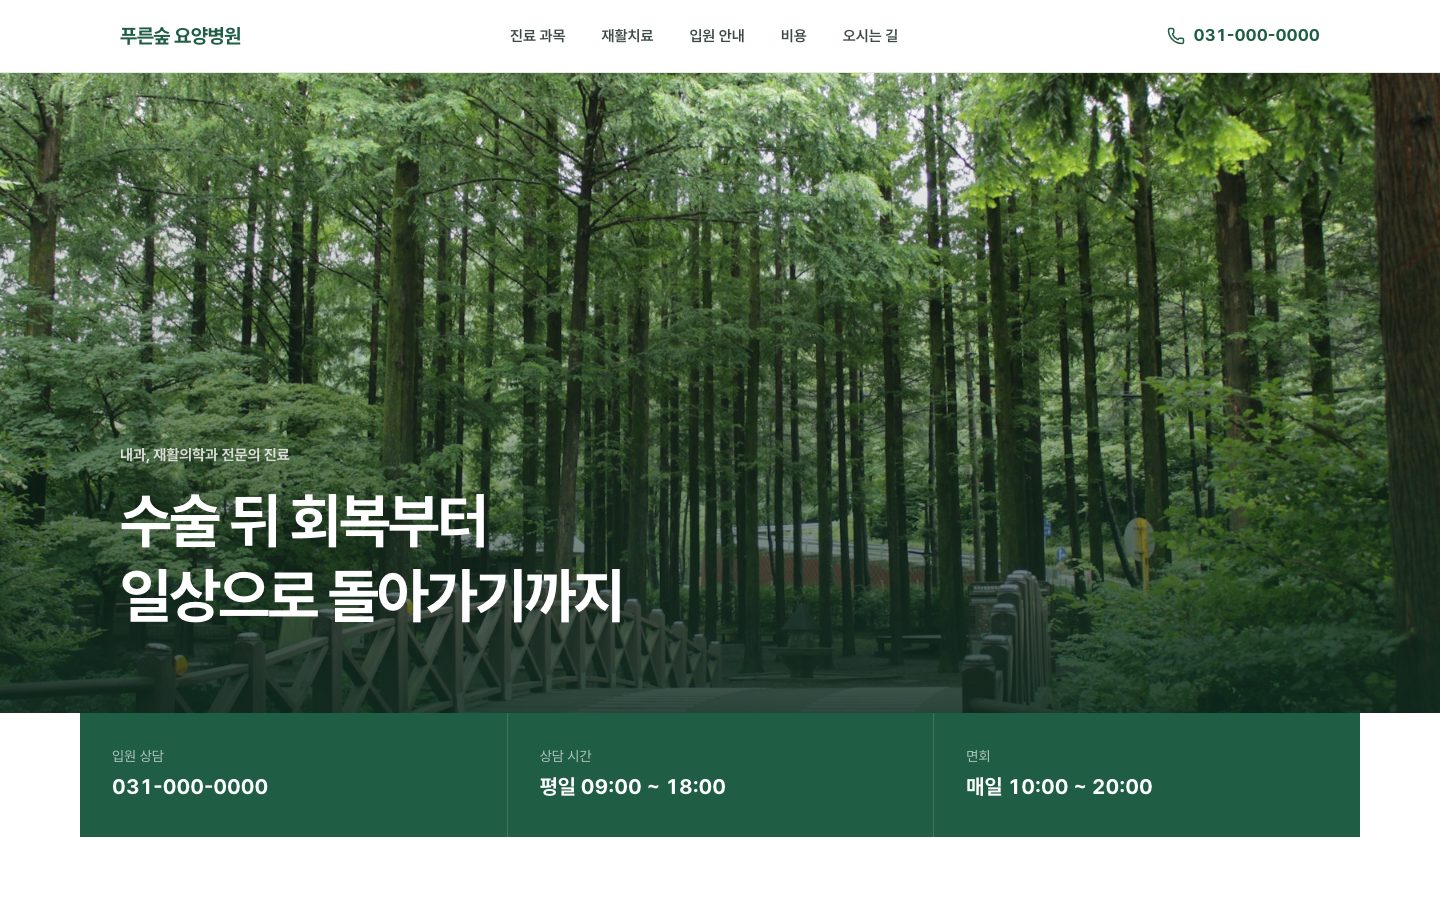 푸른숲 요양병원
진료 과목
재활치료
입원 안내
비용
오시는 길
031-000-0000
내과, 재활의학과 전문의 진료
수술 뒤 회복부터
일상으로 돌아가기까지
입원 상담
031-000-0000
상담 시간
평일 09:00 ~ 18:00
면회
매일 10:00 ~ 20:00